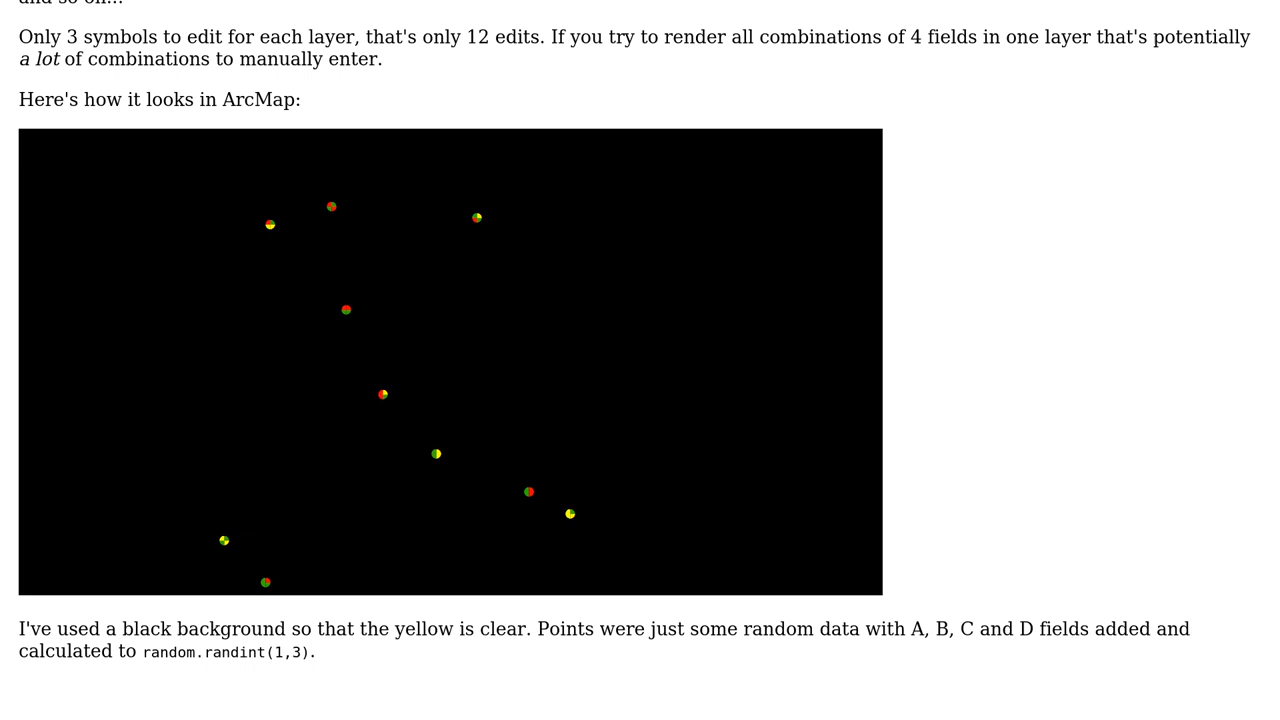 and so on...
Only 3 symbols to edit for each layer, that's only 12 edits. If you try to render all combinations of 4 fields in one layer that's potentially
a lot of combinations to manually enter.
Here's how it looks in ArcMap:
I've used a black background so that the yellow is clear. Points were just some random data with A, B, C and D fields added and
calculated to random.randint(1,3).